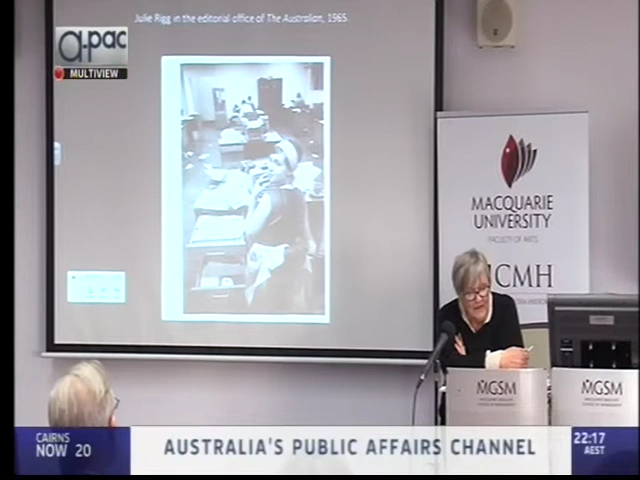 Julie Rigg in the editorial office of The Australian, 1965.
a-pac
MULTIVIEW
MACQUARIE
UNIVERSITY
FACULTY OF ARTS
CMH
MGSM
MGSM
CAIRNS
NOW 20
AUSTRALIA'S PUBLIC AFFAIRS CHANNEL
22:17
AEST